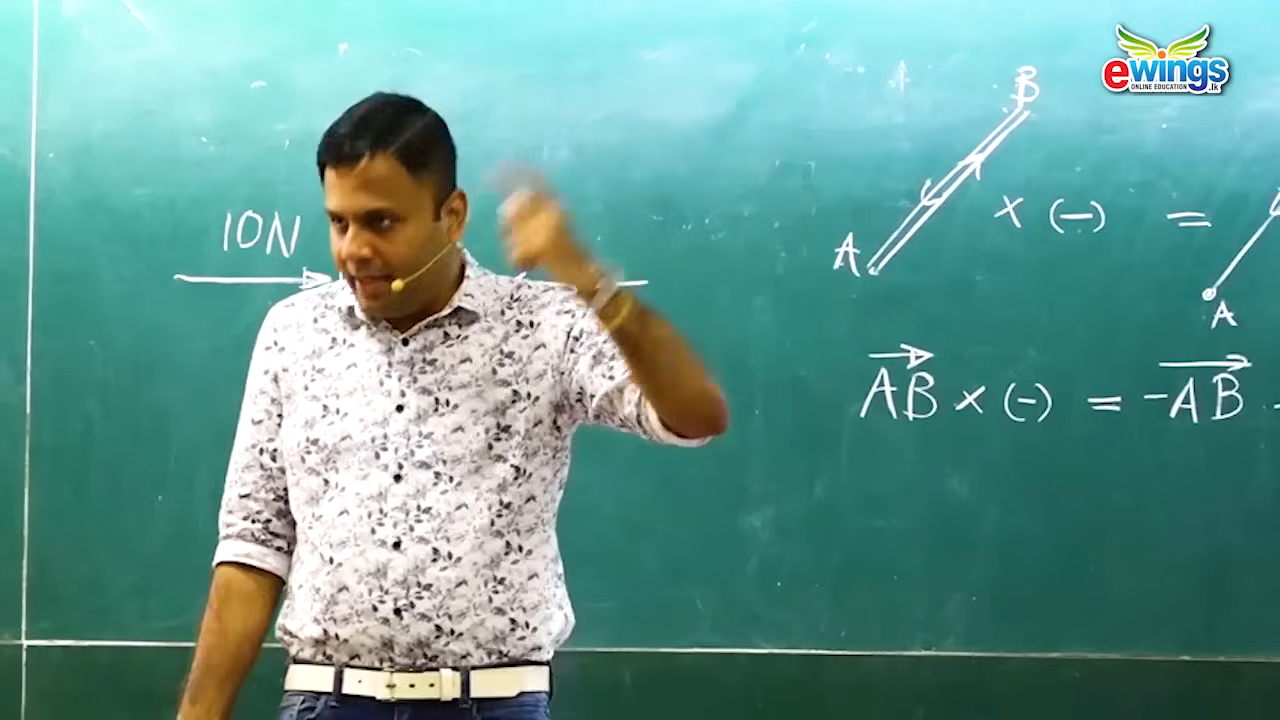 ewings
ONLINE EDUCATION .lk
10N
B
A
× (−) =
A
AB × (−) = −AB